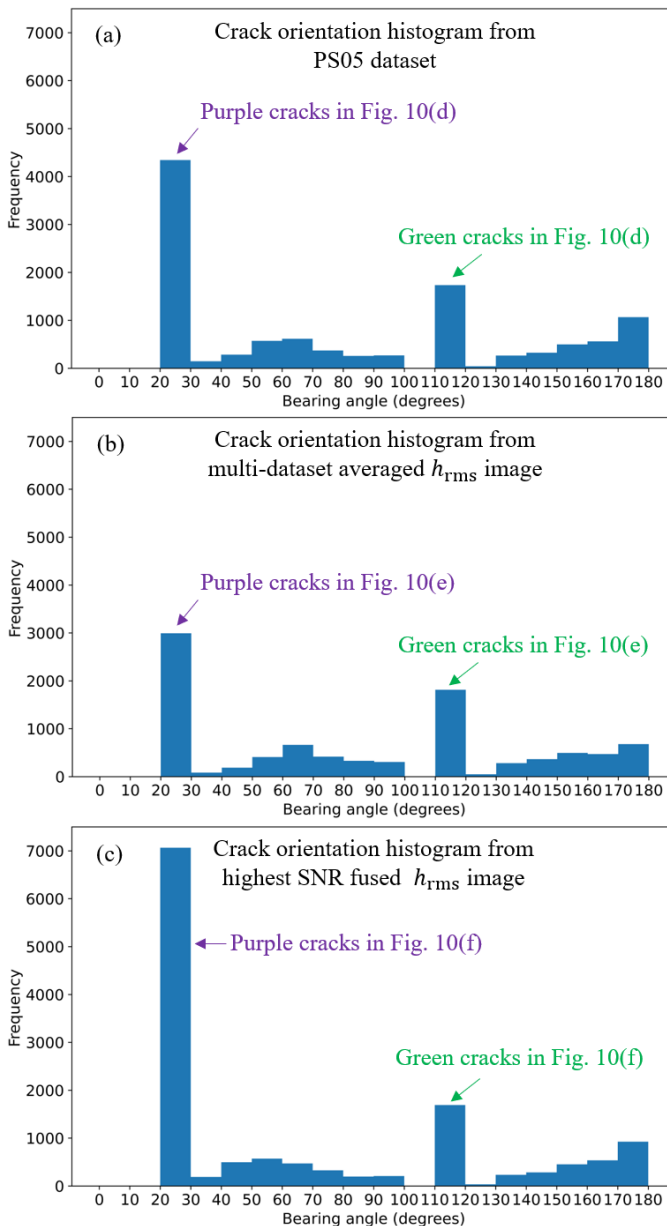 (a)
Crack orientation histogram from
PS05 dataset
Purple cracks in Fig. 10(d)
Green cracks in Fig. 10(d)
Frequency
7000
6000
5000
4000
3000
2000
1000
0
0 10 20 30 40 50 60 70 80 90 100 110 120 130 140 150 160 170 180
Bearing angle (degrees)
(b)
Crack orientation histogram from
multi-dataset averaged h_rms image
Purple cracks in Fig. 10(e)
Green cracks in Fig. 10(e)
Frequency
7000
6000
5000
4000
3000
2000
1000
0
0 10 20 30 40 50 60 70 80 90 100 110 120 130 140 150 160 170 180
Bearing angle (degrees)
(c)
Crack orientation histogram from
highest SNR fused h_rms image
Purple cracks in Fig. 10(f)
Green cracks in Fig. 10(f)
Frequency
7000
6000
5000
4000
3000
2000
1000
0
0 10 20 30 40 50 60 70 80 90 100 110 120 130 140 150 160 170 180
Bearing angle (degrees)